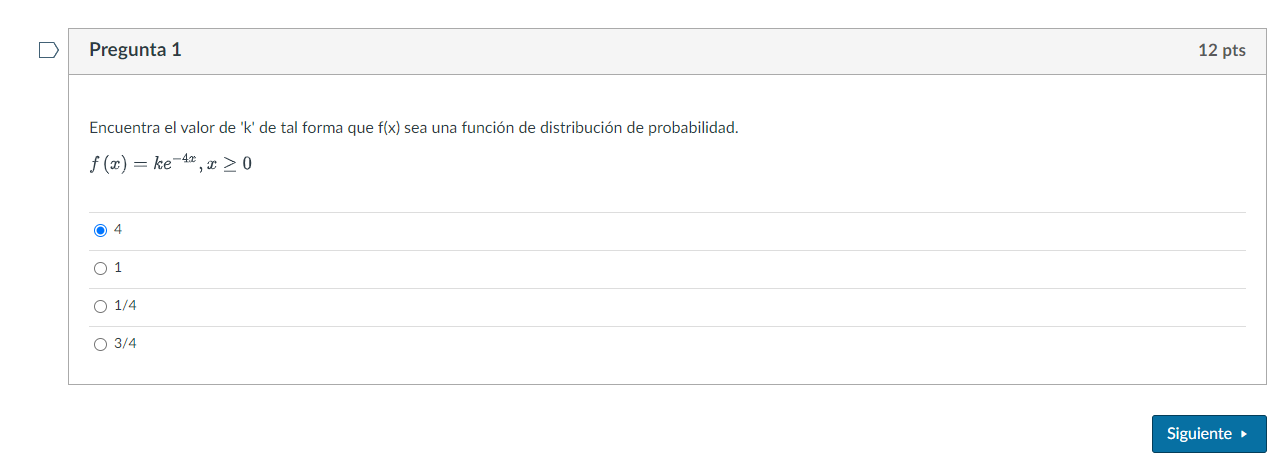 Pregunta 1
12 pts
Encuentra el valor de 'k' de tal forma que f(x) sea una función de distribución de probabilidad.
f (x) = ke^{-4x}, x ≥ 0
4
1
1/4
3/4
Siguiente